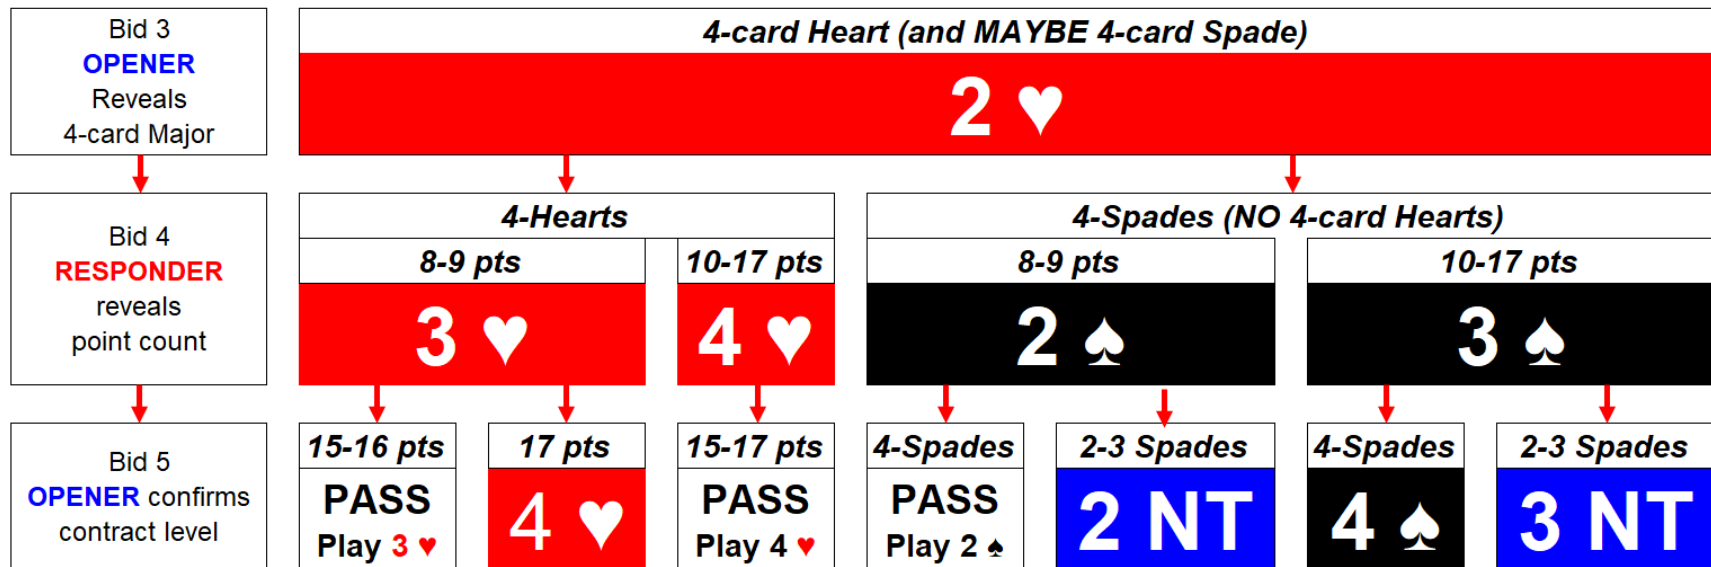 Bid 3
OPENER
Reveals
4-card Major
4-card Heart (and MAYBE 4-card Spade)
2 ♥
Bid 4
RESPONDER
reveals
point count
4-Hearts
4-Spades (NO 4-card Hearts)
8-9 pts
10-17 pts
8-9 pts
10-17 pts
3 ♥
4 ♥
2 ♠
3 ♠
Bid 5
OPENER confirms
contract level
15-16 pts
17 pts
15-17 pts
4-Spades
2-3 Spades
4-Spades
2-3 Spades
PASS
Play 3 ♥
4 ♥
PASS
Play 4 ♥
PASS
Play 2 ♠
2 NT
4 ♠
3 NT